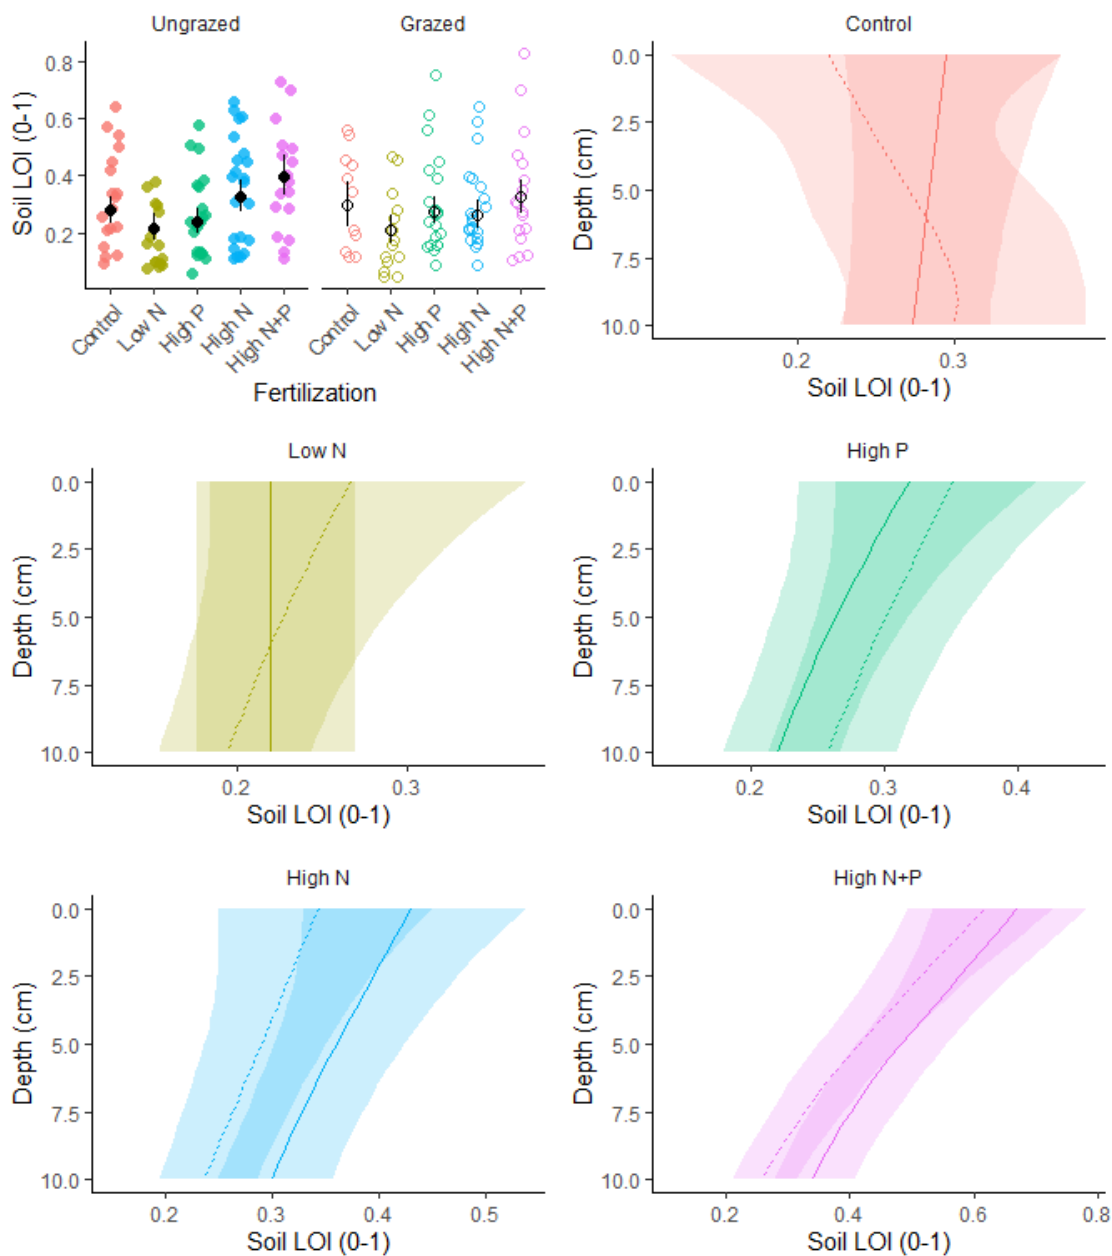 Ungrazed Grazed
Soil LOI (0-1)
0.8
0.6
0.4
0.2
Control Low N High P High N High N+P Control Low N High P High N High N+P
Fertilization
Control
Depth (cm)
0.0
2.5
5.0
7.5
10.0
0.2 0.3
Soil LOI (0-1)
Low N
Depth (cm)
0.0
2.5
5.0
7.5
10.0
0.2 0.3
Soil LOI (0-1)
High P
Depth (cm)
0.0
2.5
5.0
7.5
10.0
0.2 0.3 0.4
Soil LOI (0-1)
High N
Depth (cm)
0.0
2.5
5.0
7.5
10.0
0.2 0.3 0.4 0.5
Soil LOI (0-1)
High N+P
Depth (cm)
0.0
2.5
5.0
7.5
10.0
0.2 0.4 0.6 0.8
Soil LOI (0-1)